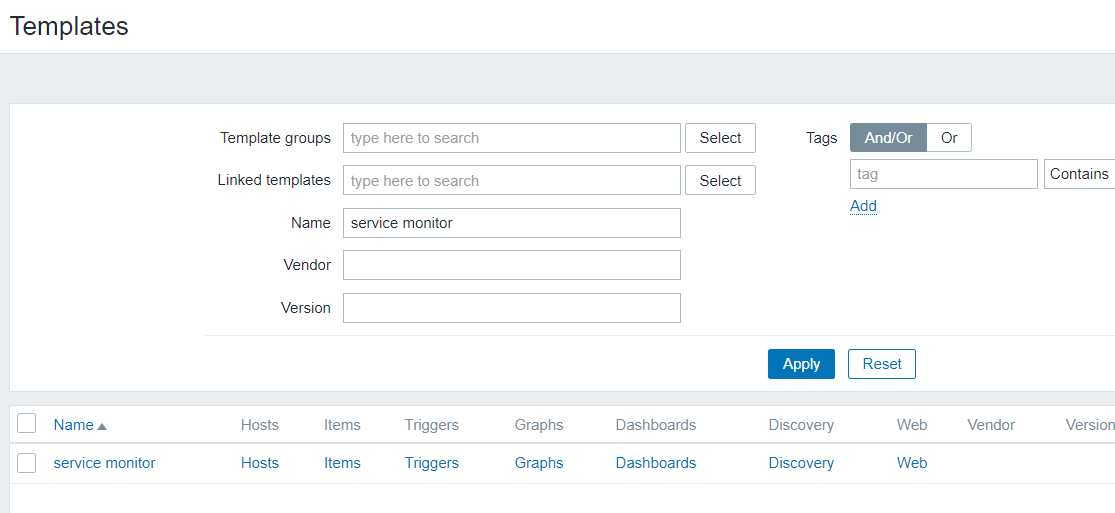 Templates
Template groups type here to search Select Tags And/Or Or
Linked templates type here to search Select tag Contains
Name service monitor Add
Vendor
Version
Apply Reset
Name Hosts Items Triggers Graphs Dashboards Discovery Web Vendor Version
service monitor Hosts Items Triggers Graphs Dashboards Discovery Web